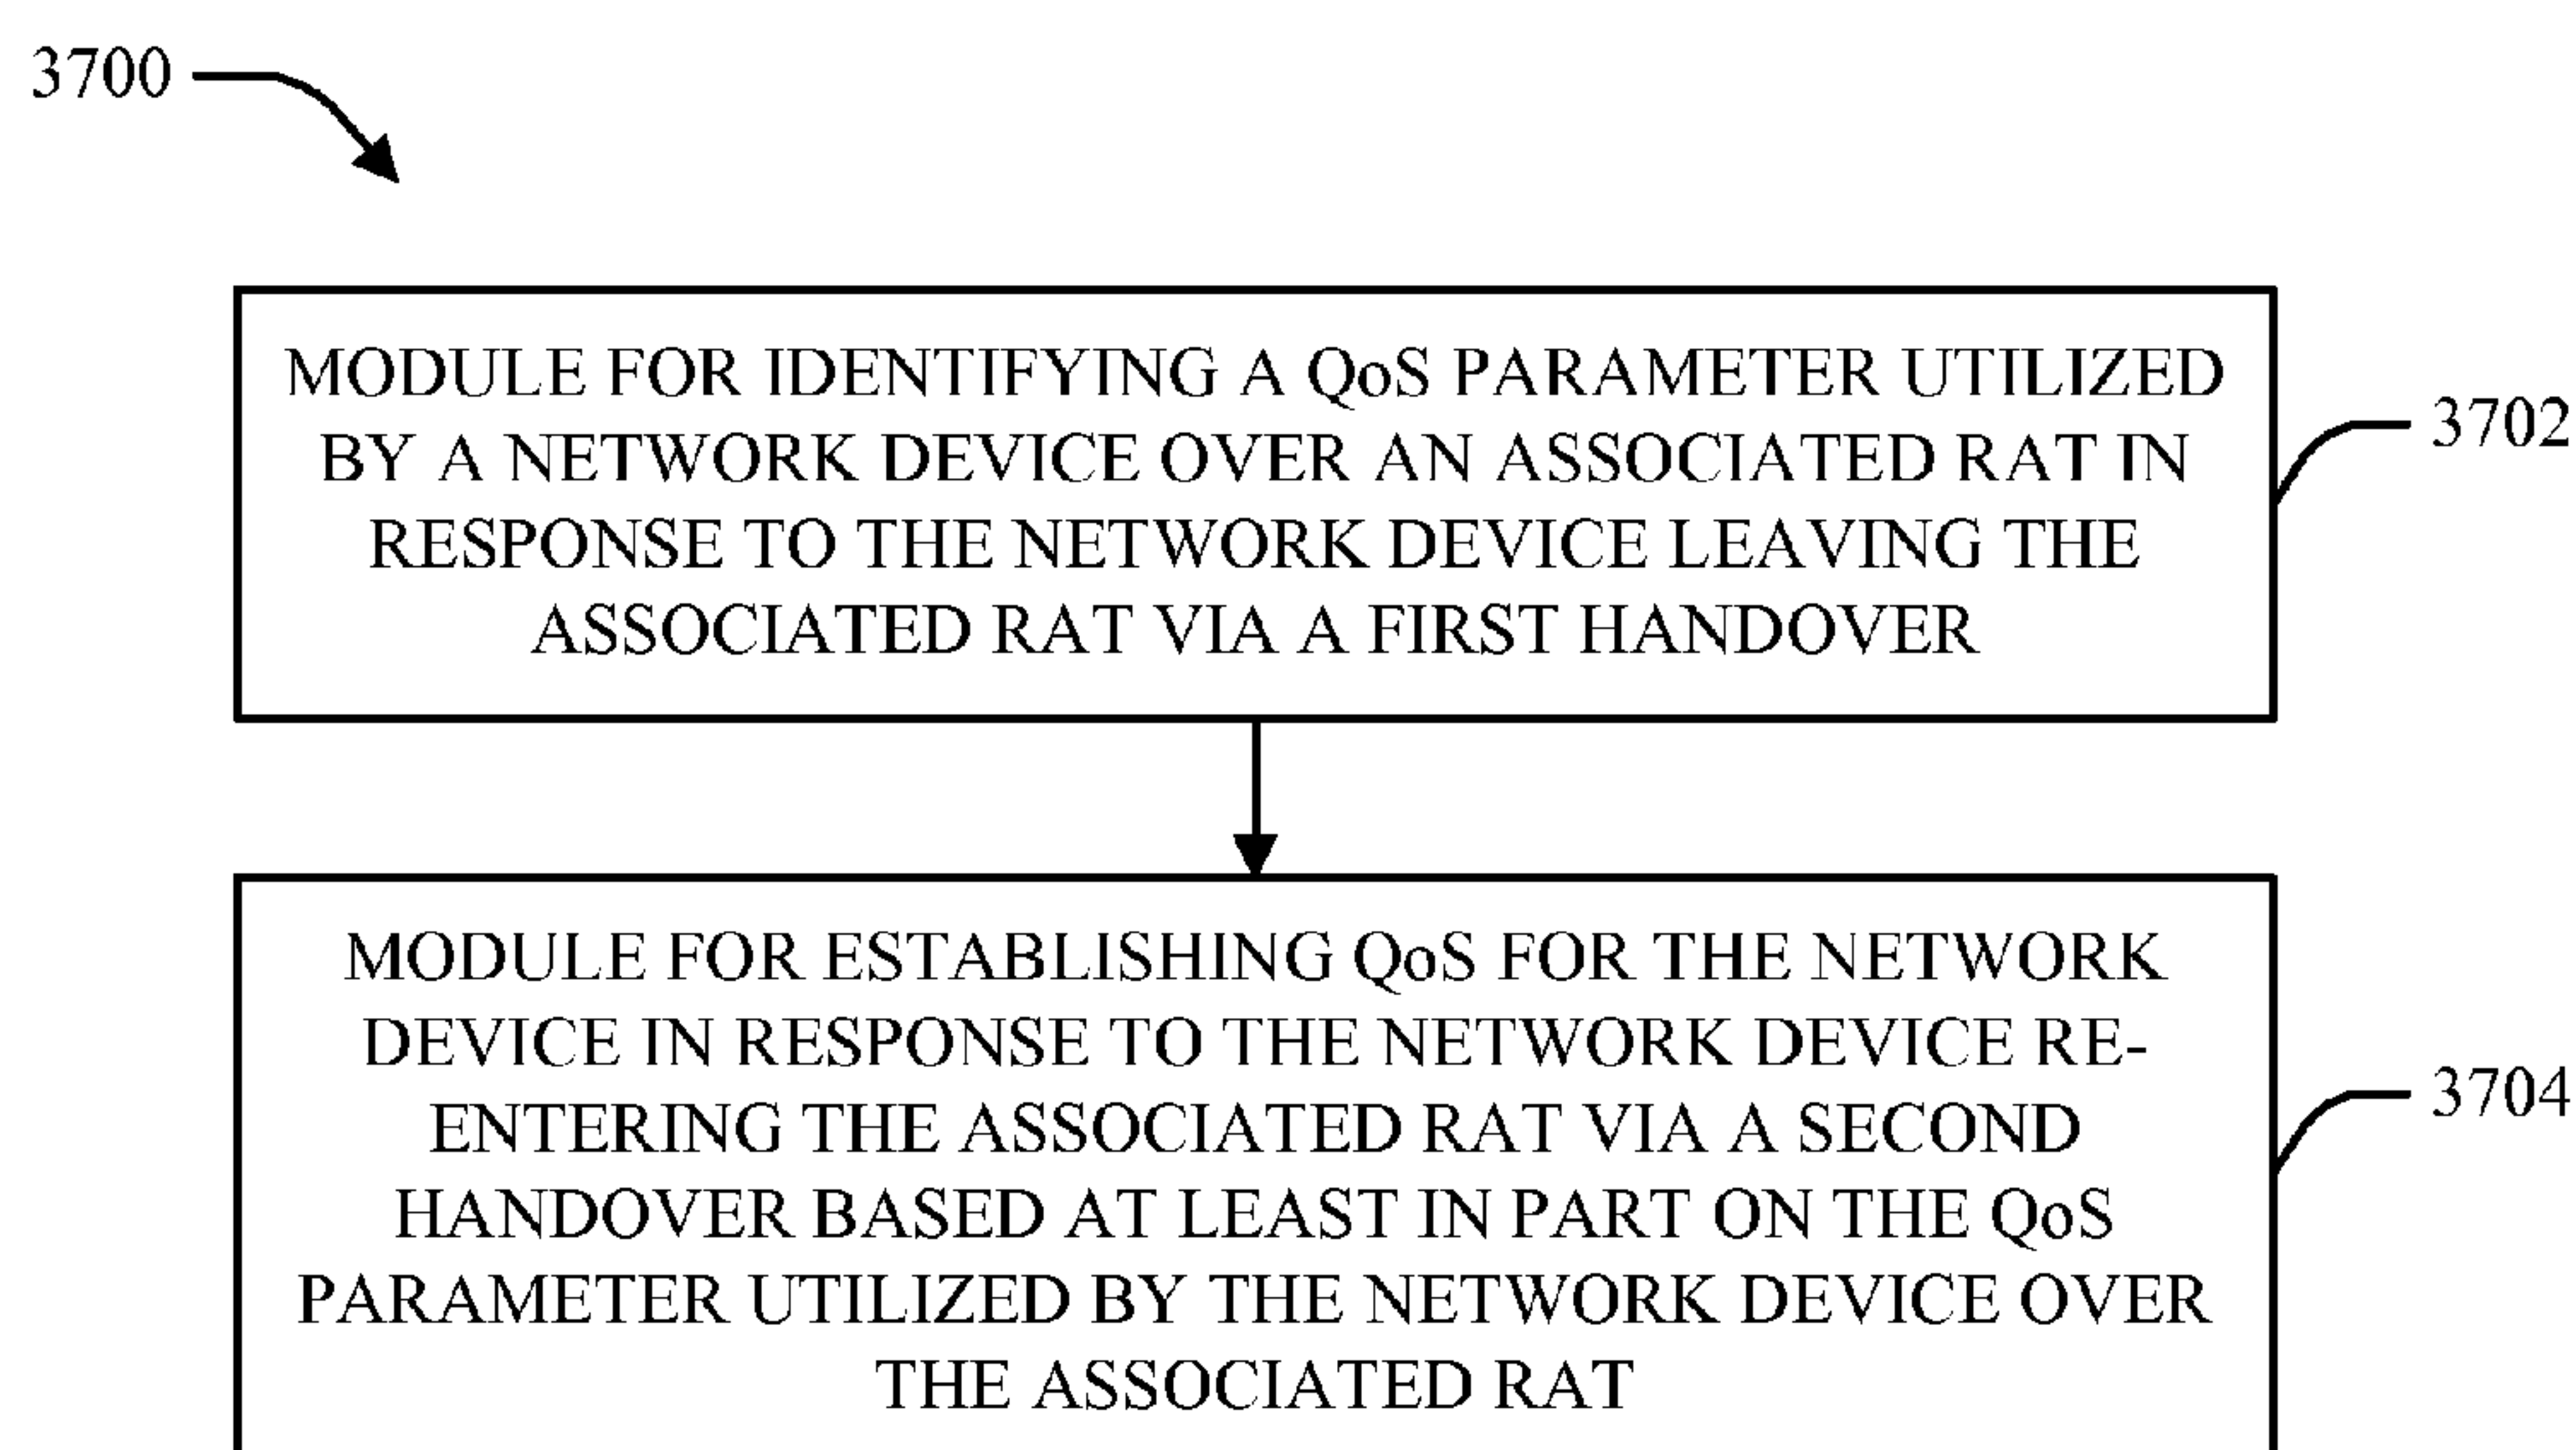 3700
MODULE FOR IDENTIFYING A QoS PARAMETER UTILIZED
BY A NETWORK DEVICE OVER AN ASSOCIATED RAT IN
RESPONSE TO THE NETWORK DEVICE LEAVING THE
ASSOCIATED RAT VIA A FIRST HANDOVER
3702
MODULE FOR ESTABLISHING QoS FOR THE NETWORK
DEVICE IN RESPONSE TO THE NETWORK DEVICE RE-
ENTERING THE ASSOCIATED RAT VIA A SECOND
HANDOVER BASED AT LEAST IN PART ON THE QoS
PARAMETER UTILIZED BY THE NETWORK DEVICE OVER
THE ASSOCIATED RAT
3704